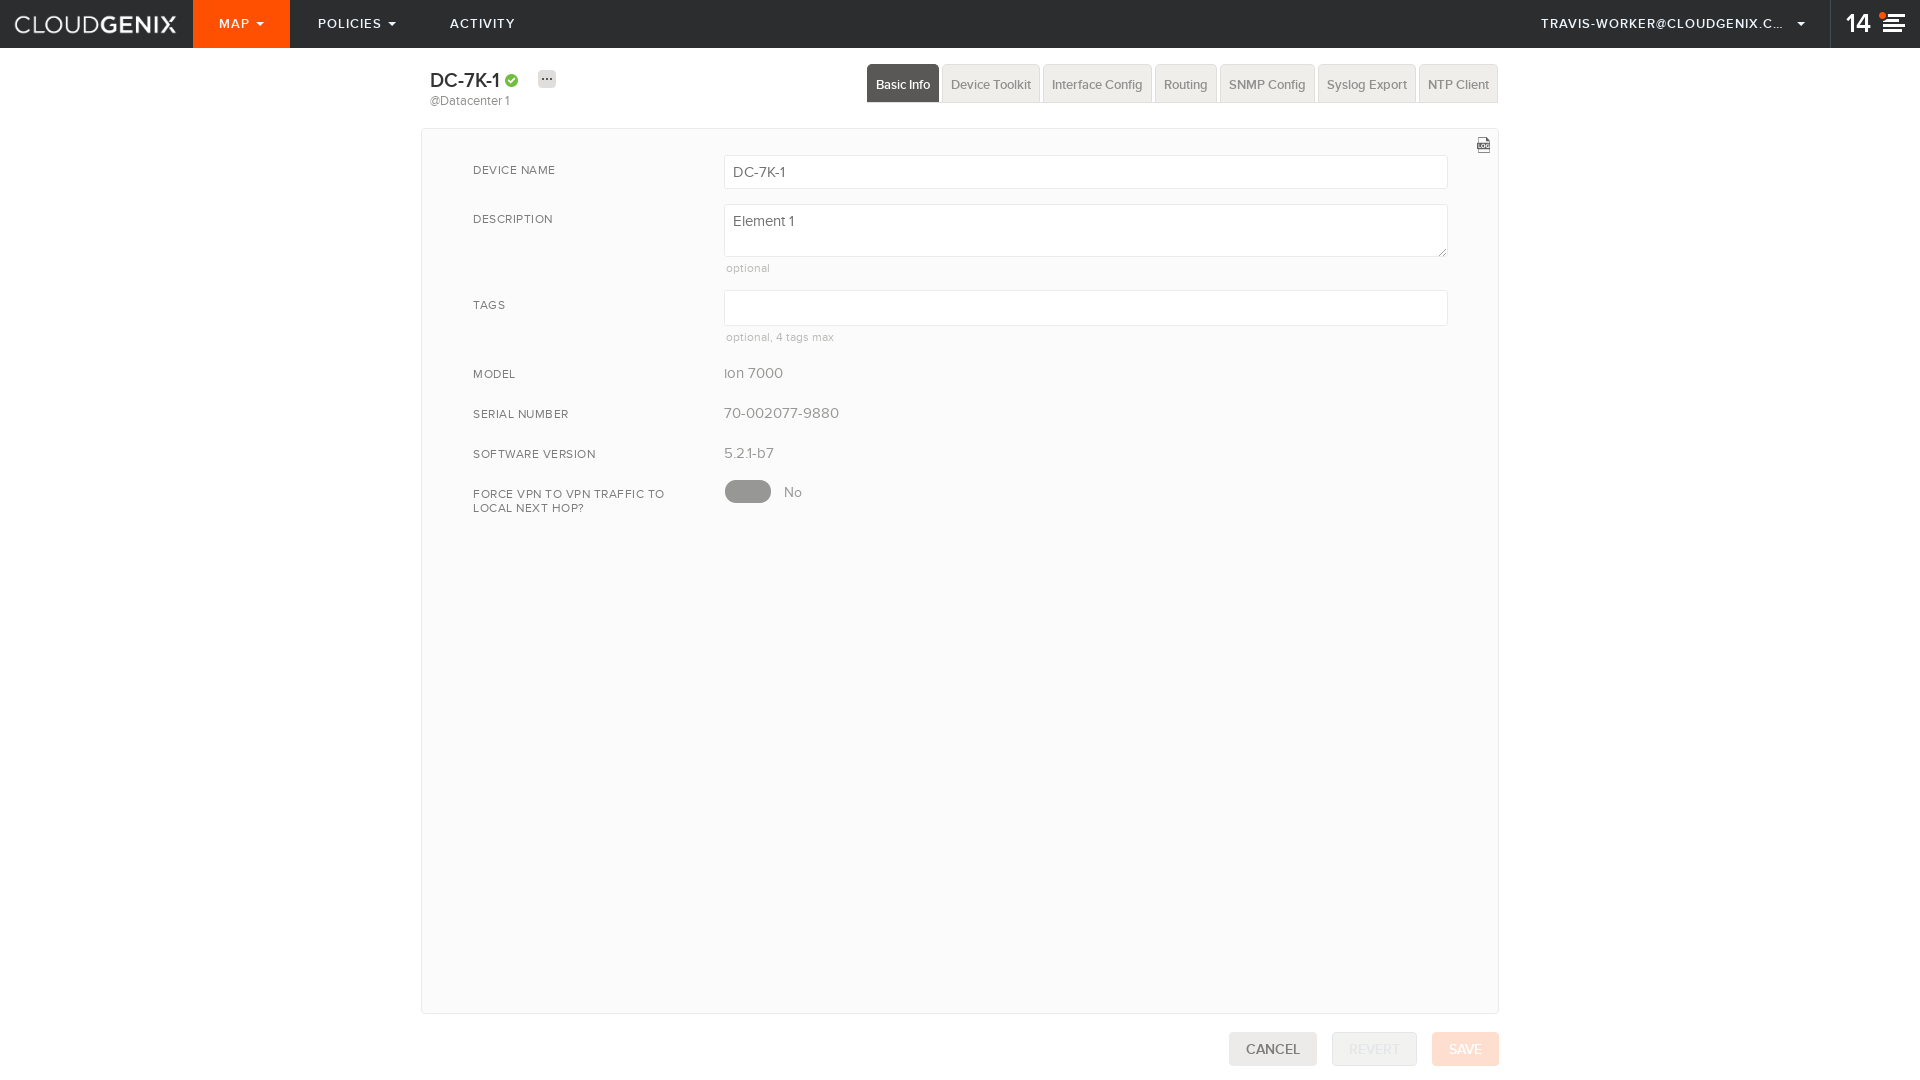 CLOUDGENIX
MAP
POLICIES
ACTIVITY
TRAVIS-WORKER@CLOUDGENIX.C...
14
DC-7K-1
@Datacenter 1
Basic Info
Device Toolkit
Interface Config
Routing
SNMP Config
Syslog Export
NTP Client
LOG
DEVICE NAME
DC-7K-1
DESCRIPTION
Element 1
optional
TAGS
optional, 4 tags max
MODEL
ion 7000
SERIAL NUMBER
70-002077-9880
SOFTWARE VERSION
5.2.1-b7
FORCE VPN TO VPN TRAFFIC TO
LOCAL NEXT HOP?
No
CANCEL
REVERT
SAVE